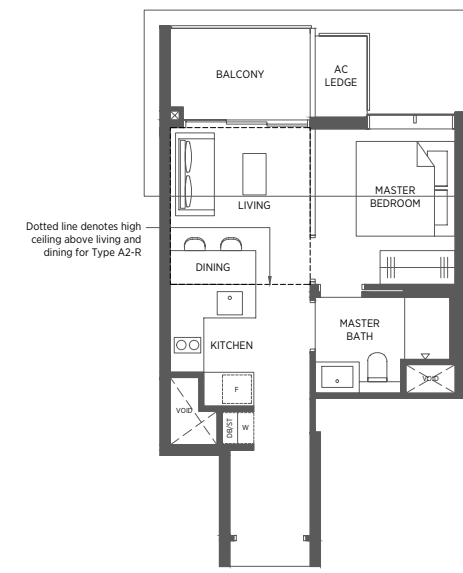 BALCONY
AC
LEDGE
LIVING
MASTER
BEDROOM
Dotted line denotes high
ceiling above living and
dining for Type A2-R
DINING
MASTER
BATH
KITCHEN
VOID
F
VOID
DB/ST
W